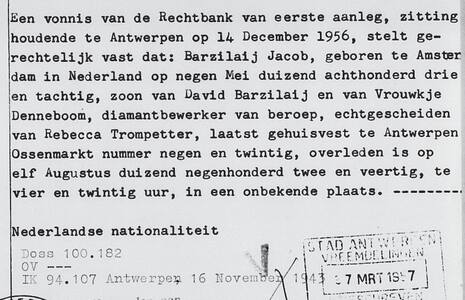 Een vonnis van de Rechtbank van eerste aanleg, zitting
houdende te Antwerpen op 14 December 1956, stelt ge-
rechtelijk vast dat: Barzilaij Jacob, geboren te Amster
dam in Nederland op negen Mei duizend achthonderd drie
en tachtig, zoon van David Barzilaij en van Vrouwkje
Denneboom, diamantbewerker van beroep, echtgescheiden
van Rebecca Trompetter, laatst gehuisvest te Antwerpen
Ossenmarkt nummer negen en twintig, overleden is op
elf Augustus duizend negenhonderd twee en veertig, te
vier en twintig uur, in een onbekende plaats. ---------
Nederlandse nationaliteit
Doss 100.182
OV ---
IK 94.107 Antwerpen 16 November 1943
STAD ANTWERPEN
VREEMDELINGEN
7 MRT 1957